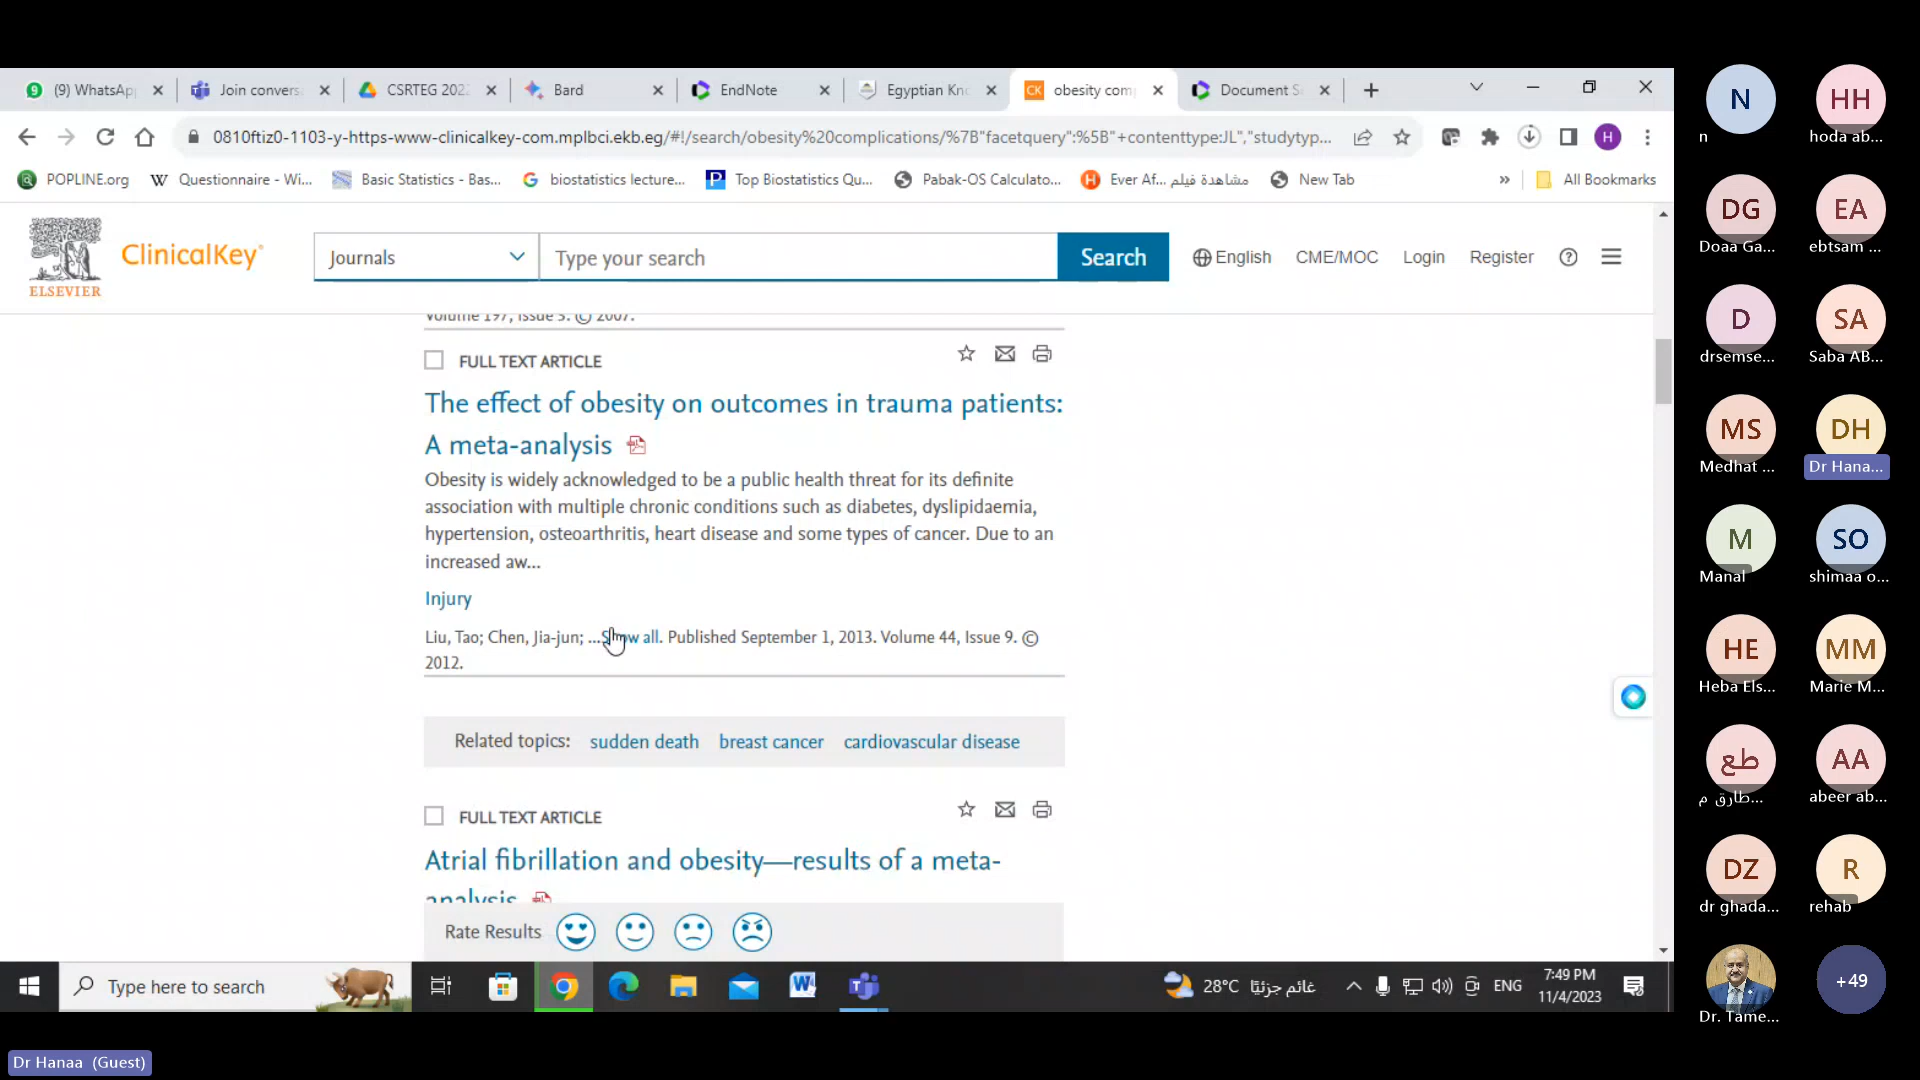 (9) WhatsAp
Join convers
CSRTEG 202
Bard
EndNote
Egyptian Kno
obesity com
Document S
0810ftiz0-1103-y-https-www-clinicalkey-com.mplbci.ekb.eg/#!/search/obesity%20complications/%7B"facetquery":%5B"+contenttype:JL","studytyp...
H
POPLINE.org
Questionnaire - Wi...
Basic Statistics - Bas...
biostatistics lecture...
Top Biostatistics Qu...
Pabak-OS Calculato...
Ever Af... مشاهدة فيلم
New Tab
»
All Bookmarks
ELSEVIER
ClinicalKey®
Journals
Type your search
Search
English
CME/MOC
Login
Register
Volume 197, Issue 5. © 2007.
FULL TEXT ARTICLE
The effect of obesity on outcomes in trauma patients:
A meta-analysis
Obesity is widely acknowledged to be a public health threat for its definite
association with multiple chronic conditions such as diabetes, dyslipidaemia,
hypertension, osteoarthritis, heart disease and some types of cancer. Due to an
increased aw...
Injury
Liu, Tao; Chen, Jia-jun; ...Show all. Published September 1, 2013. Volume 44, Issue 9. ©
2012.
Related topics: sudden death breast cancer cardiovascular disease
FULL TEXT ARTICLE
Atrial fibrillation and obesity—results of a meta-
analysis
Rate Results
Type here to search
28°C غائم جزئيًا
ENG
7:49 PM
11/4/2023
Dr Hanaa (Guest)
N
n
HH
hoda ab...
DG
Doaa Ga...
EA
ebtsam ...
D
drsemse...
SA
Saba AB...
MS
Medhat ...
DH
Dr Hana...
M
Manal
SO
shimaa o...
HE
Heba Els...
MM
Marie M...
طع
طارق م...
AA
abeer ab...
DZ
dr ghada...
R
rehab
Dr. Tame...
+49